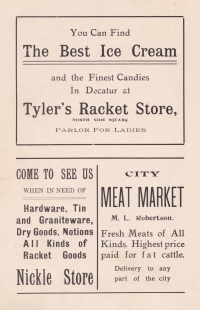 You Can Find
The Best Ice Cream
and the Finest Candies
In Decatur at
Tyler's Racket Store,
NORTH SIDE SQUARE
PARLOR FOR LADIES
COME TO SEE US
WHEN IN NEED OF
Hardware, Tin
and Graniteware,
Dry Goods, Notions
All Kinds of
Racket Goods
Nickle Store
CITY
MEAT MARKET
M. L. Robertson.
Fresh Meats of All
Kinds. Highest price
paid for fat cattle.
Delivery to any
part of the city